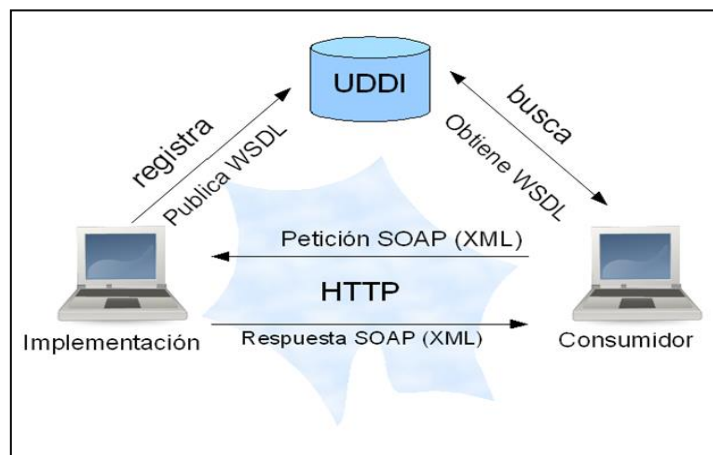 UDDI
registra
Publica WSDL
busca
Obtiene WSDL
Petición SOAP (XML)
HTTP
Respuesta SOAP (XML)
Implementación
Consumidor